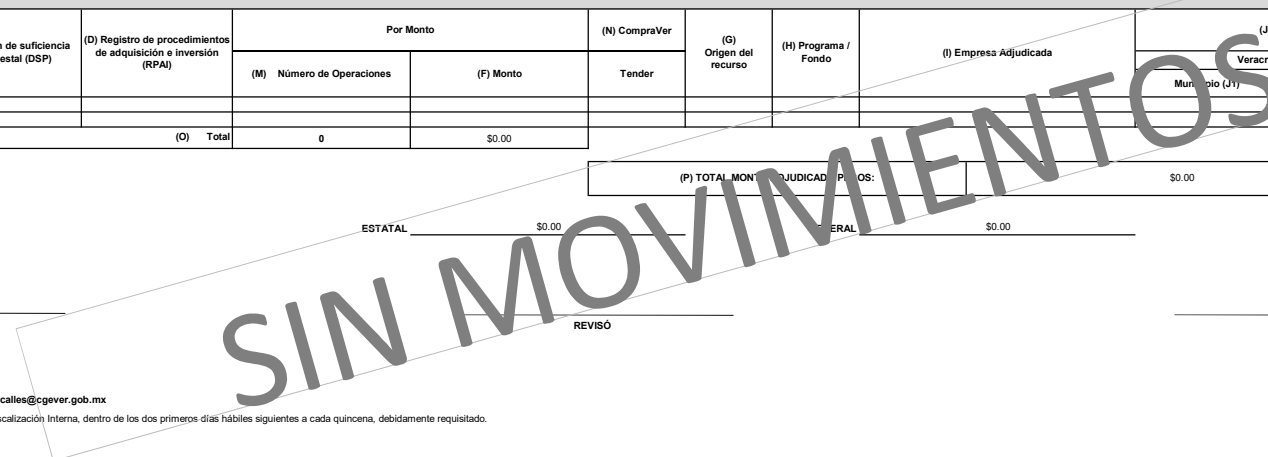 n de suficiencia
estal (DSP)
(D) Registro de procedimientos
de adquisición e inversión
(RPAI)
Por Monto
(M) Número de Operaciones
(F) Monto
(N) CompraVer
Tender
(G)
Origen del
recurso
(H) Programa /
Fondo
(I) Empresa Adjudicada
(J
Veracr
Municipio (J1)
(O) Total
0
$0.00
(P) TOTAL
$0.00
ESTATAL
$0.00
ERAL
$0.00
SIN MOVIMIENTOS
REVISÓ
calles@cgever.gob.mx
scalización Interna, dentro de los dos primeros días hábiles siguientes a cada quincena, debidamente requisitado.